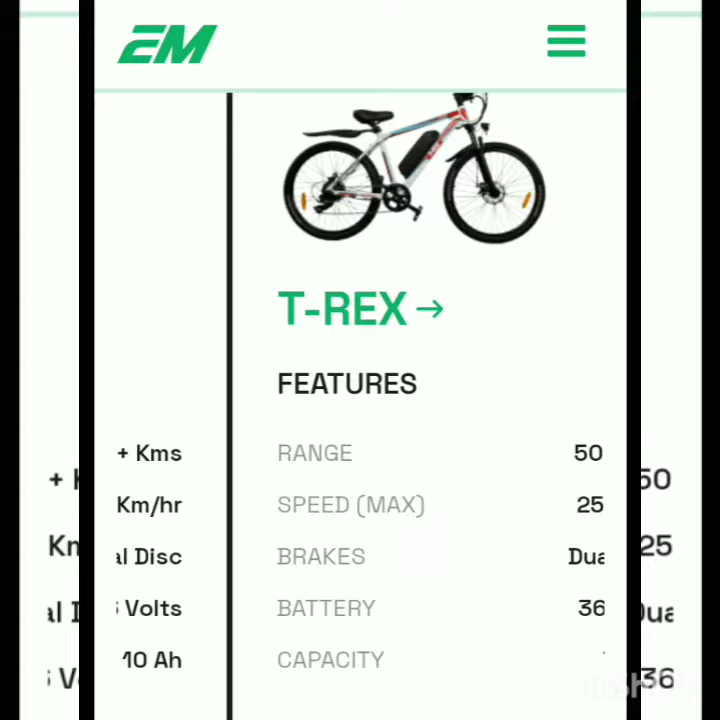 EM
T-REX →
FEATURES
+ Kms
RANGE 50
Km/hr
SPEED (MAX) 25
al Disc
BRAKES Dua
Volts
BATTERY 36
10 Ah
CAPACITY